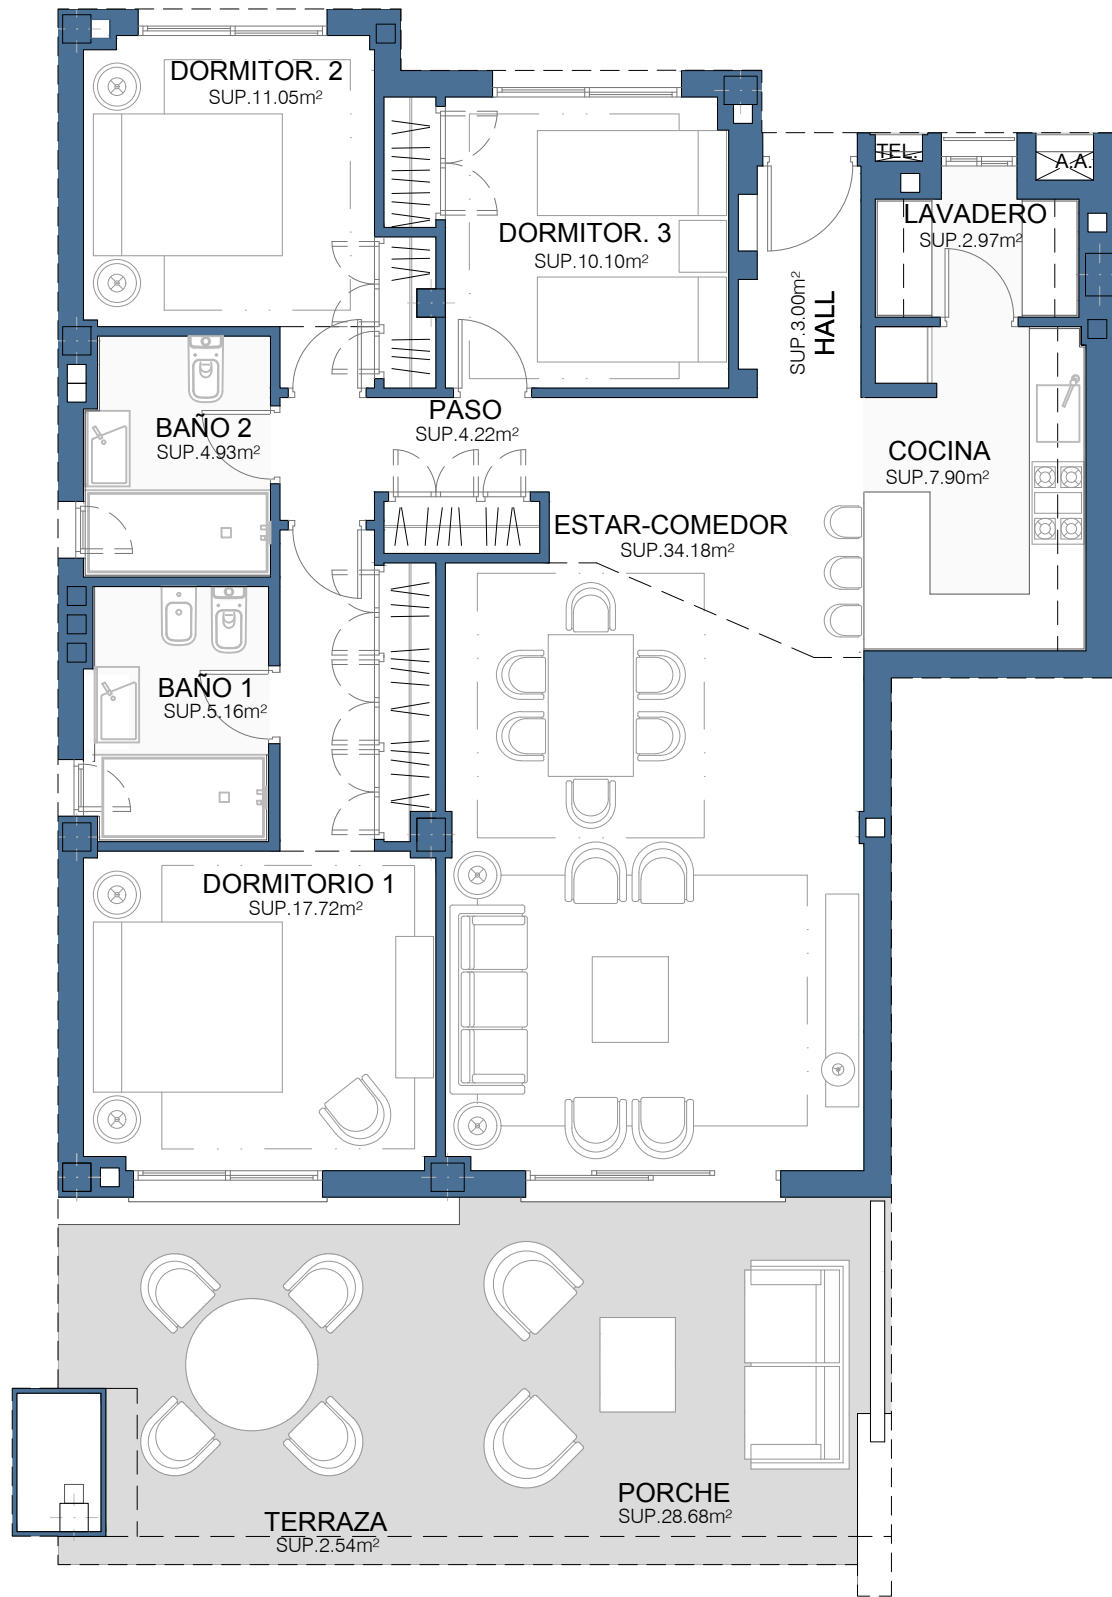 DORMITOR. 2
SUP.11.05m²
TEL.
A.A.
LAVADERO
SUP.2.97m²
DORMITOR. 3
SUP.10.10m²
HALL
SUP.3.00m²
BAÑO 2
SUP.4.93m²
PASO
SUP.4.22m²
COCINA
SUP.7.90m²
ESTAR-COMEDOR
SUP.34.18m²
BAÑO 1
SUP.5.16m²
DORMITORIO 1
SUP.17.72m²
PORCHE
SUP.28.68m²
TERRAZA
SUP.2.54m²